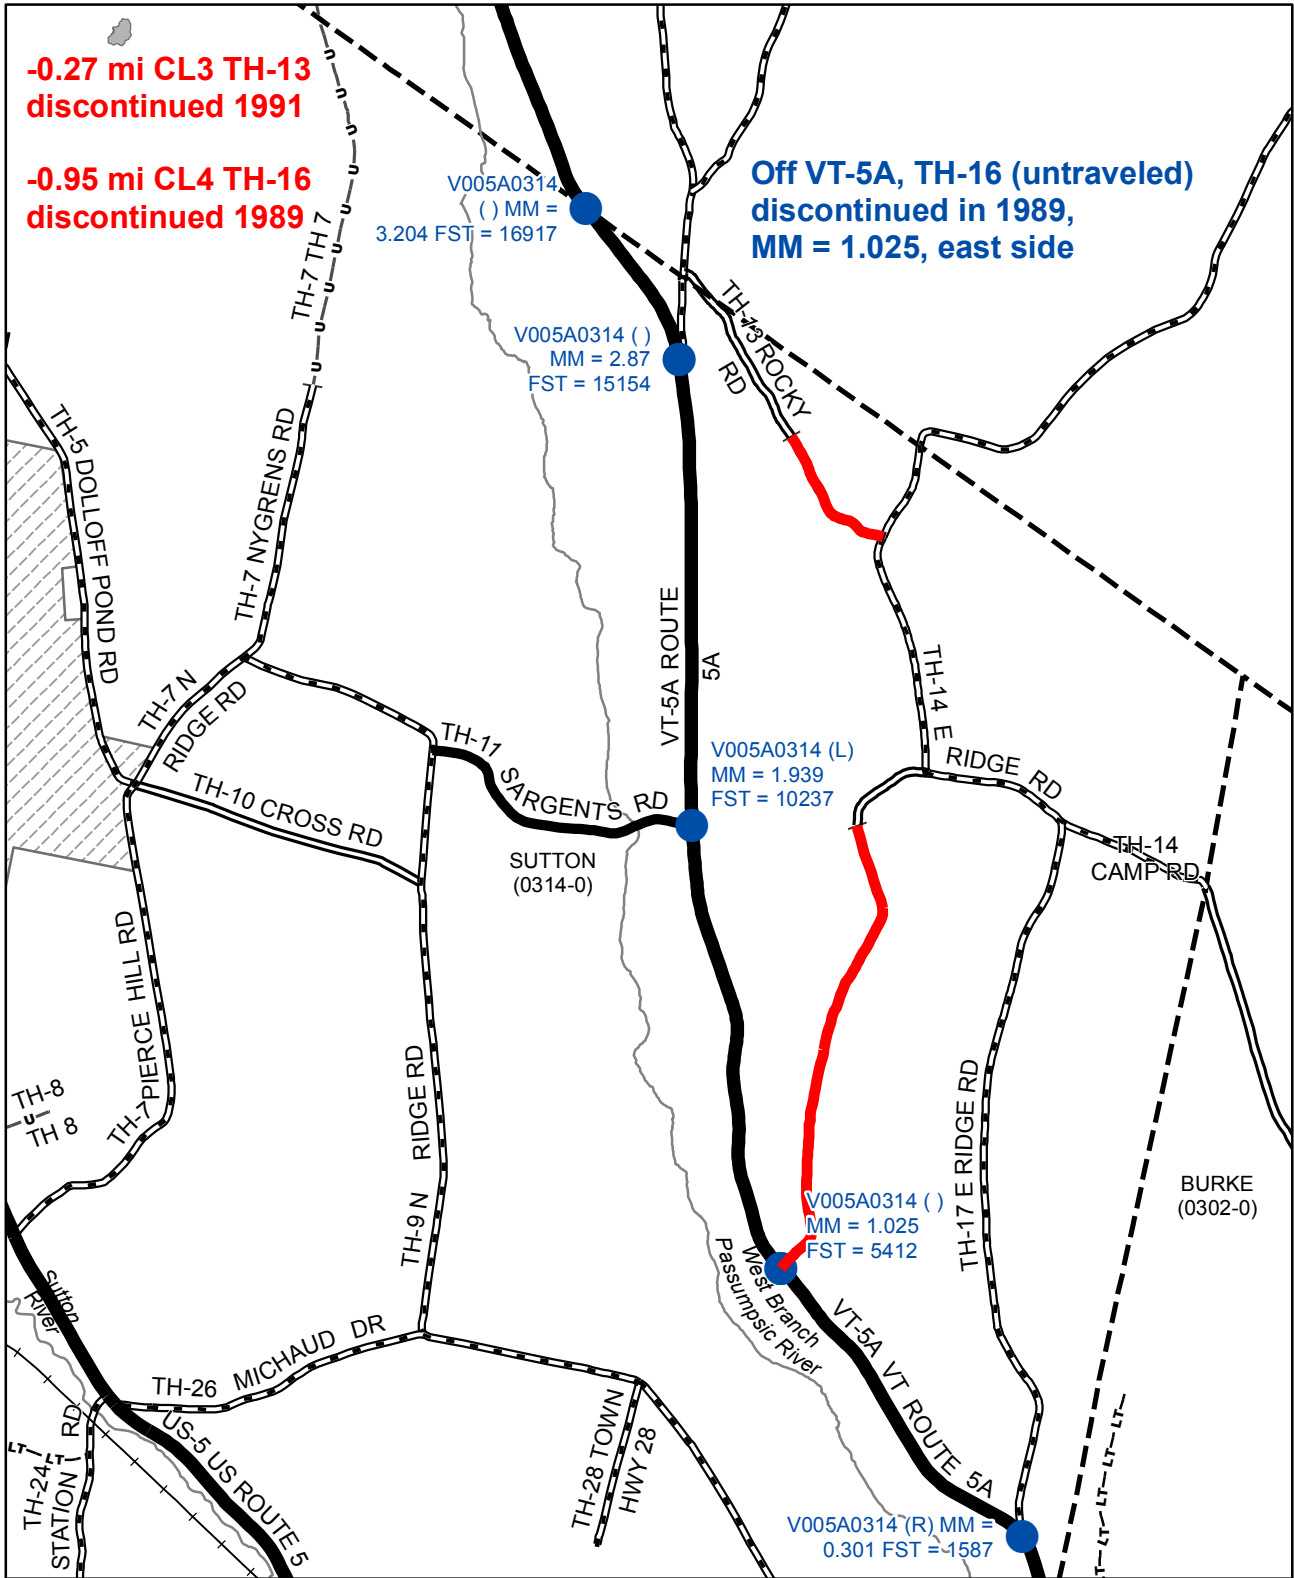 -0.27 mi CL3 TH-13
discontinued 1991
-0.95 mi CL4 TH-16
discontinued 1989
Off VT-5A, TH-16 (untraveled)
discontinued in 1989,
MM = 1.025, east side
V005A0314
( ) MM =
3.204 FST = 16917
V005A0314 ( )
MM = 2.87
FST = 15154
TH-7 TH 7
U
U
U
U
U
U
U
U
U
TH-13 ROCKY
RD
TH-5 DOLLOFF POND RD
TH-7 NYGRENS RD
TH-7 N
RIDGE RD
VT-5A ROUTE
5A
TH-14 E
RIDGE RD
TH-11 SARGENTS RD
V005A0314 (L)
MM = 1.939
FST = 10237
TH-10 CROSS RD
SUTTON
(0314-0)
TH-14
CAMP RD
TH-7 PIERCE HILL RD
TH-8
U
TH 8
TH-9 N RIDGE RD
TH-17 E RIDGE RD
BURKE
(0302-0)
V005A0314 ( )
MM = 1.025
FST = 5412
West Branch
Passumpsic River
Sutton
River
VT-5A VT ROUTE 5A
TH-26 MICHAUD DR
US-5 US ROUTE 5
TH-24
STATION RD
LT
LT
TH-28 TOWN
HWY 28
LT
LT
LT
LT
V005A0314 (R) MM =
0.301 FST = 1587